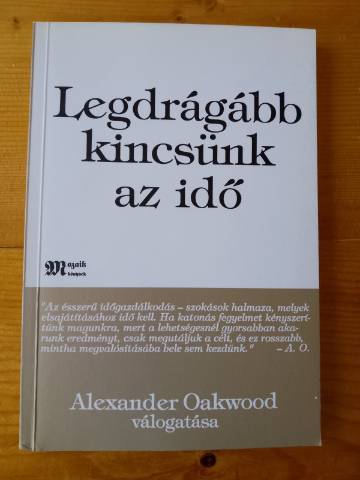 Legdrágább
kincsünk
az idő
Mozaik
könyvek
"Az ésszerű időgazdálkodás – szokások halmaza, melyek
elsajátításához idő kell. Ha katonás fegyelmet kényszerí-
tünk magunkra, mert a lehetségesnél gyorsabban aka-
runk eredményt, csak megutáljuk a célt, és ez rosszabb,
mintha megvalósításába bele sem kezdünk." – A. O.
Alexander Oakwood
válogatása